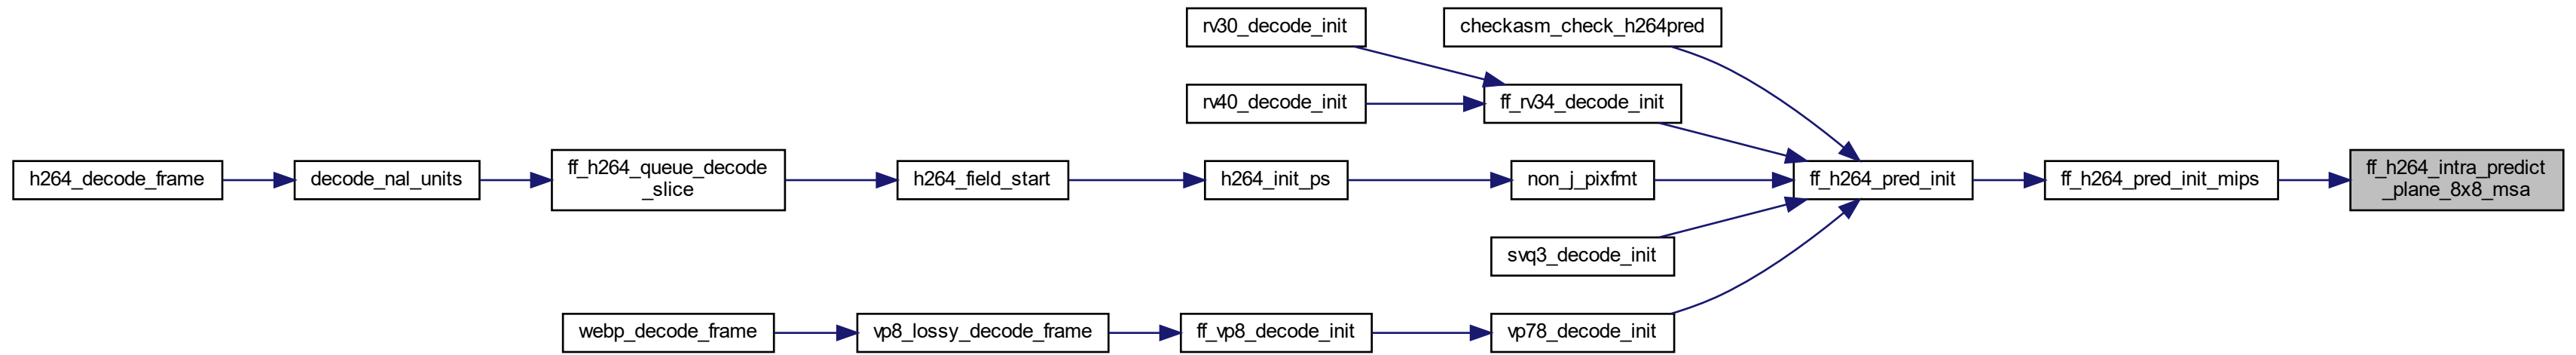 rv30_decode_init
checkasm_check_h264pred
rv40_decode_init
ff_rv34_decode_init
h264_decode_frame
decode_nal_units
ff_h264_queue_decode
_slice
h264_field_start
h264_init_ps
non_j_pixfmt
ff_h264_pred_init
ff_h264_pred_init_mips
ff_h264_intra_predict
_plane_8x8_msa
svq3_decode_init
webp_decode_frame
vp8_lossy_decode_frame
ff_vp8_decode_init
vp78_decode_init